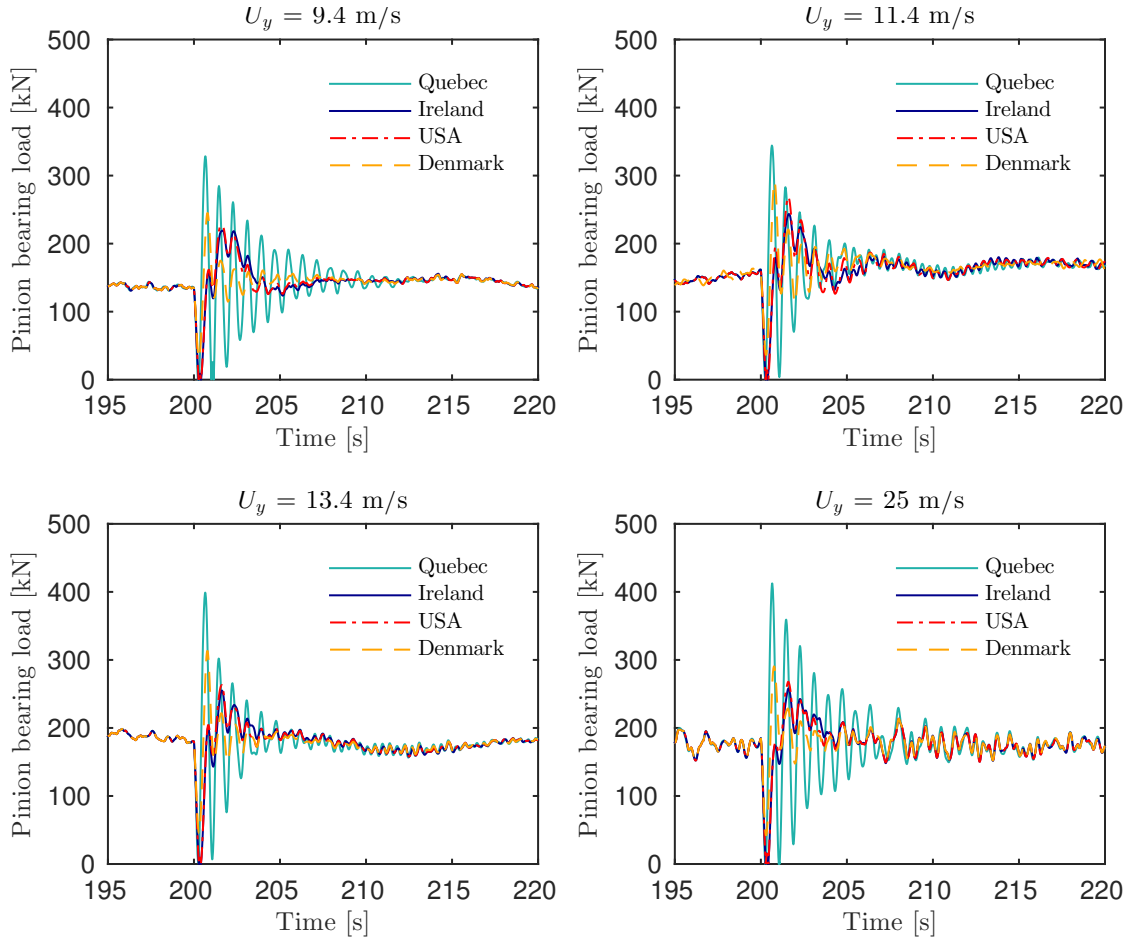 U_y = 9.4 m/s
Pinion bearing load [kN]
500
400
300
200
100
0
Quebec
Ireland
USA
Denmark
195 200 205 210 215 220
Time [s]
U_y = 11.4 m/s
Pinion bearing load [kN]
500
400
300
200
100
0
Quebec
Ireland
USA
Denmark
195 200 205 210 215 220
Time [s]
U_y = 13.4 m/s
Pinion bearing load [kN]
500
400
300
200
100
0
Quebec
Ireland
USA
Denmark
195 200 205 210 215 220
Time [s]
U_y = 25 m/s
Pinion bearing load [kN]
500
400
300
200
100
0
Quebec
Ireland
USA
Denmark
195 200 205 210 215 220
Time [s]